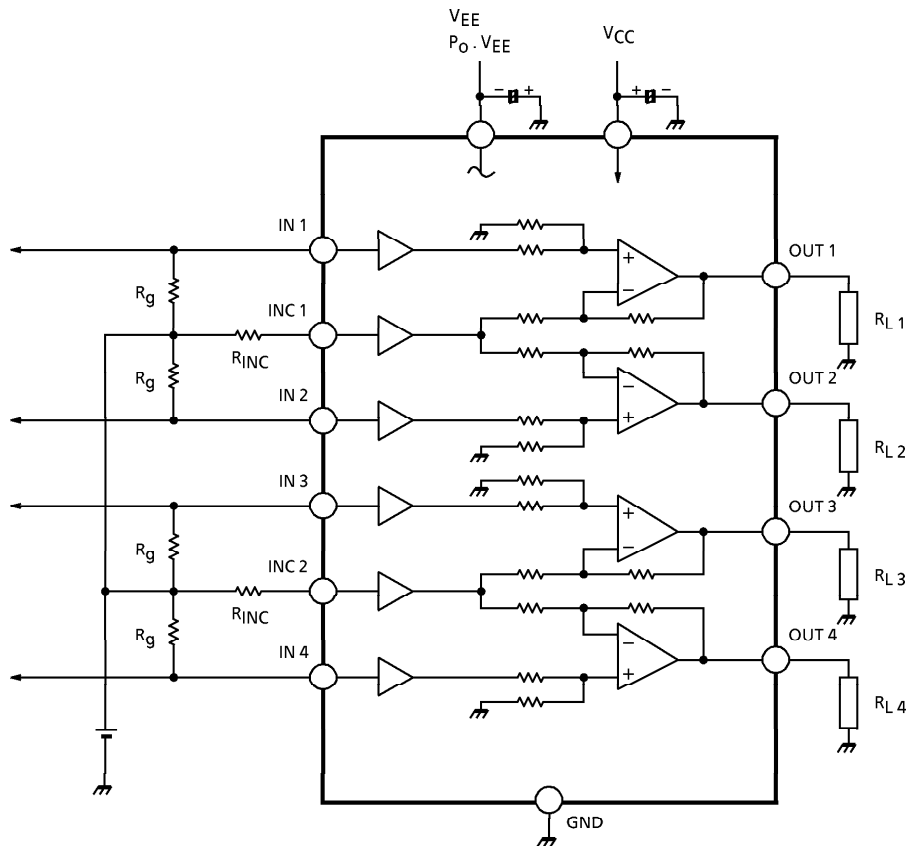 VEE
Po . VEE
VCC
− +
+ −
IN 1
OUT 1
+
−
Rg
INC 1
RL 1
RINC
Rg
OUT 2
IN 2
−
+
RL 2
IN 3
OUT 3
+
−
Rg
INC 2
RL 3
RINC
Rg
OUT 4
IN 4
−
+
RL 4
GND